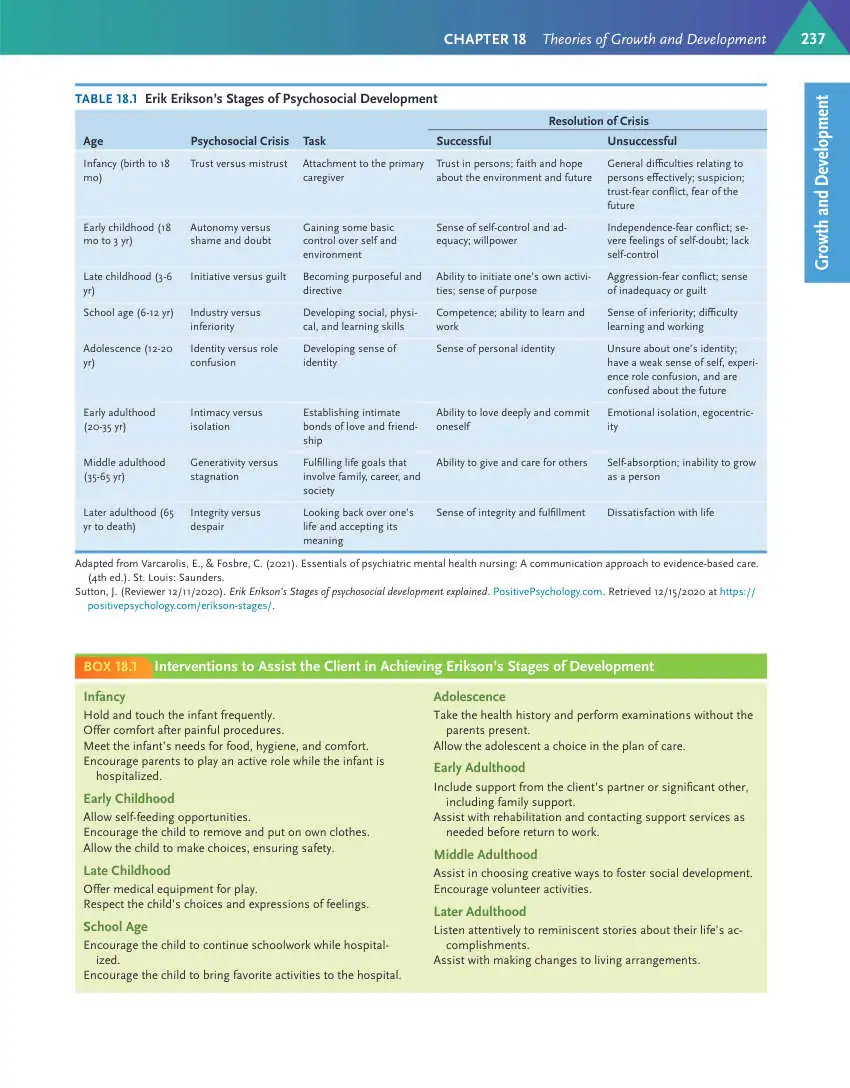 CHAPTER 18 Theories of Growth and Development 237
Growth and Development
TABLE 18.1 Erik Erikson's Stages of Psychosocial Development
Resolution of Crisis
Age Psychosocial Crisis Task Successful Unsuccessful
Infancy (birth to 18 Trust versus mistrust Attachment to the primary Trust in persons; faith and hope General difficulties relating to
mo) caregiver about the environment and future persons effectively; suspicion;
trust-fear conflict, fear of the
future
Early childhood (18 Autonomy versus Gaining some basic Sense of self-control and ad- Independence-fear conflict; se-
mo to 3 yr) shame and doubt control over self and equacy; willpower vere feelings of self-doubt; lack
environment self-control
Late childhood (3-6 Initiative versus guilt Becoming purposeful and Ability to initiate one's own activi- Aggression-fear conflict; sense
yr) directive ties; sense of purpose of inadequacy or guilt
School age (6-12 yr) Industry versus Developing social, physi- Competence; ability to learn and Sense of inferiority; difficulty
inferiority cal, and learning skills work learning and working
Adolescence (12-20 Identity versus role Developing sense of Sense of personal identity Unsure about one's identity;
yr) confusion identity have a weak sense of self, experi-
ence role confusion, and are
confused about the future
Early adulthood Intimacy versus Establishing intimate Ability to love deeply and commit Emotional isolation, egocentric-
(20-35 yr) isolation bonds of love and friend- oneself ity
ship
Middle adulthood Generativity versus Fulfilling life goals that Ability to give and care for others Self-absorption; inability to grow
(35-65 yr) stagnation involve family, career, and as a person
society
Later adulthood (65 Integrity versus Looking back over one's Sense of integrity and fulfillment Dissatisfaction with life
yr to death) despair life and accepting its
meaning
Adapted from Varcarolis, E., & Fosbre, C. (2021). Essentials of psychiatric mental health nursing: A communication approach to evidence-based care.
(4th ed.). St. Louis: Saunders.
Sutton, J. (Reviewer 12/11/2020). Erik Erikson's Stages of psychosocial development explained. PositivePsychology.com. Retrieved 12/15/2020 at https://
positivepsychology.com/erikson-stages/.
BOX 18.1 Interventions to Assist the Client in Achieving Erikson's Stages of Development
Infancy
Hold and touch the infant frequently.
Offer comfort after painful procedures.
Meet the infant's needs for food, hygiene, and comfort.
Encourage parents to play an active role while the infant is
hospitalized.
Early Childhood
Allow self-feeding opportunities.
Encourage the child to remove and put on own clothes.
Allow the child to make choices, ensuring safety.
Late Childhood
Offer medical equipment for play.
Respect the child's choices and expressions of feelings.
School Age
Encourage the child to continue schoolwork while hospital-
ized.
Encourage the child to bring favorite activities to the hospital.
Adolescence
Take the health history and perform examinations without the
parents present.
Allow the adolescent a choice in the plan of care.
Early Adulthood
Include support from the client's partner or significant other,
including family support.
Assist with rehabilitation and contacting support services as
needed before return to work.
Middle Adulthood
Assist in choosing creative ways to foster social development.
Encourage volunteer activities.
Later Adulthood
Listen attentively to reminiscent stories about their life's ac-
complishments.
Assist with making changes to living arrangements.